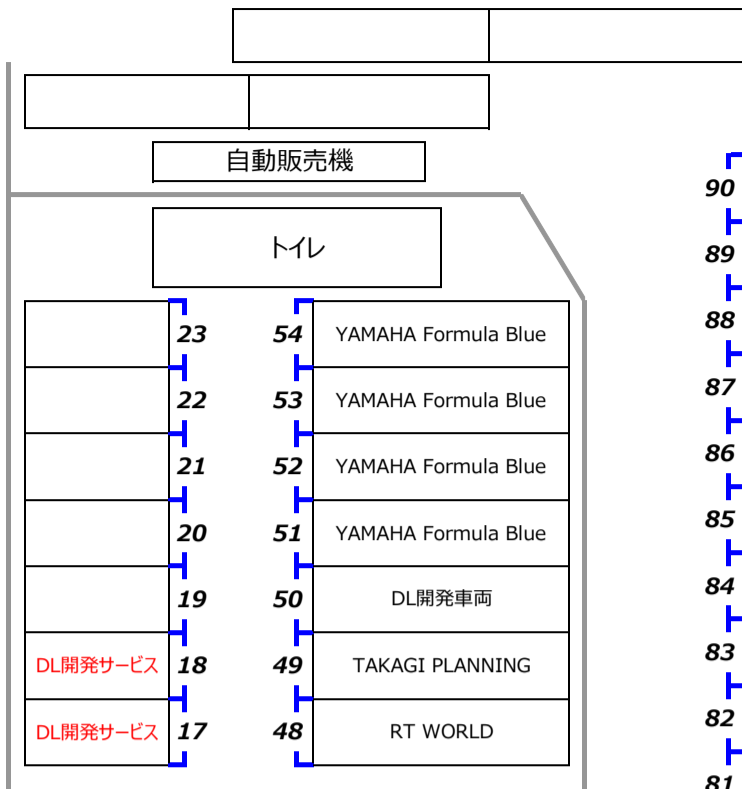 自動販売機
トイレ
23 54 YAMAHA Formula Blue
22 53 YAMAHA Formula Blue
21 52 YAMAHA Formula Blue
20 51 YAMAHA Formula Blue
19 50 DL開発車両
DL開発サービス 18 49 TAKAGI PLANNING
DL開発サービス 17 48 RT WORLD
90
89
88
87
86
85
84
83
82
81